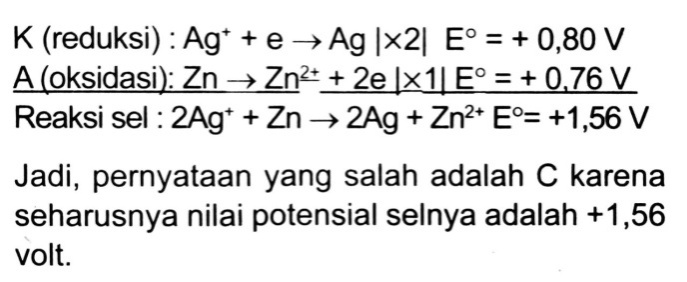 K (reduksi) : Ag⁺ + e → Ag |×2| E° = + 0,80 V
A (oksidasi): Zn → Zn²⁺ + 2e |×1| E° = + 0,76 V
Reaksi sel : 2Ag⁺ + Zn → 2Ag + Zn²⁺ E°= +1,56 V
Jadi, pernyataan yang salah adalah C karena
seharusnya nilai potensial selnya adalah +1,56
volt.